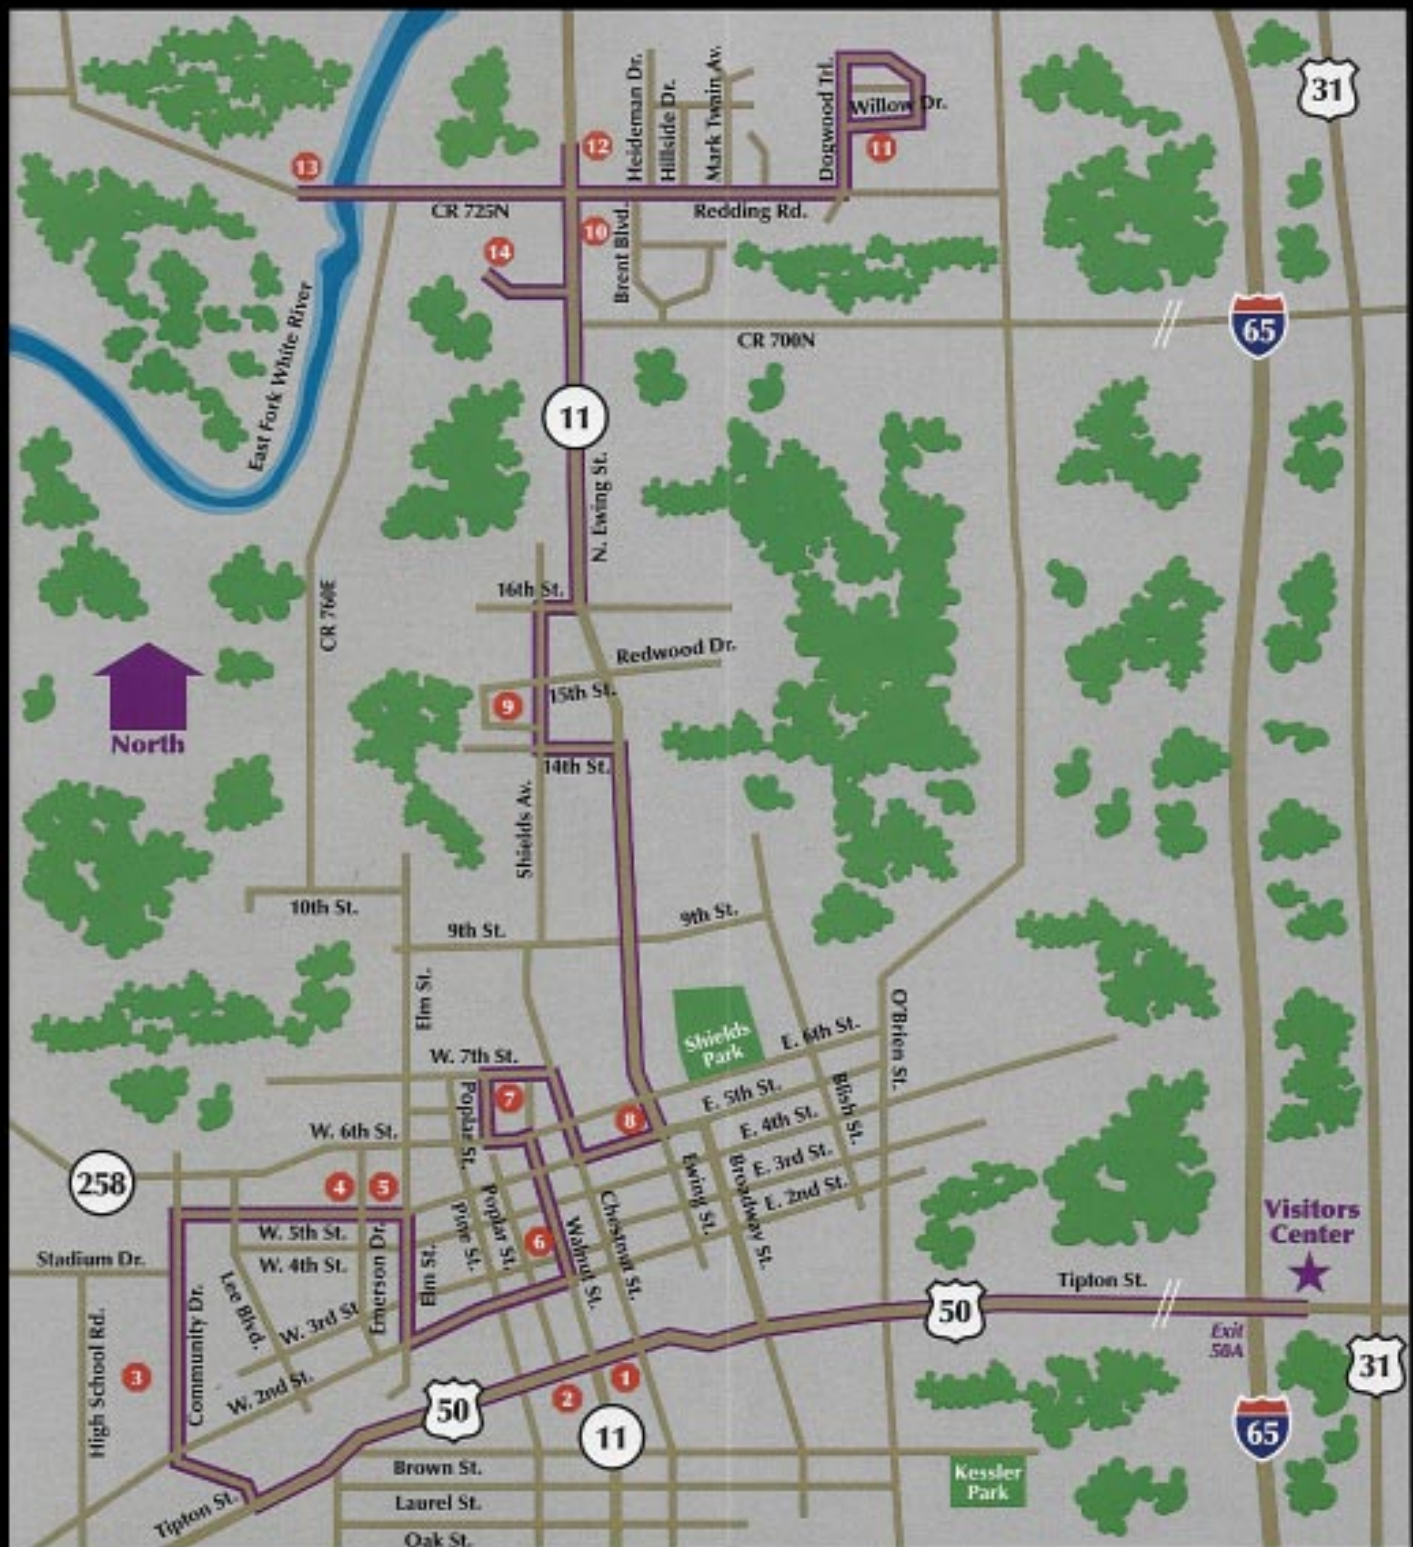 31
Heideman Dr.
Hillside Dr.
Mark Twain Av.
Dogwood Trl.
Willow Dr.
12
11
13
CR 725N
Redding Rd.
10
14
Brent Blvd.
East Fork White River
CR 700N
65
11
N. Ewing St.
16th St.
CR 760E
Redwood Dr.
15th St.
9
North
14th St.
Shields Av.
10th St.
9th St.
9th St.
Elm St.
O'Brien St.
Shields
Park
E. 6th St.
W. 7th St.
7
Poplar St.
E. 5th St.
Blish St.
8
E. 4th St.
W. 6th St.
E. 3rd St.
258
4
5
Ewing St.
Broadway St.
E. 2nd St.
Visitors
Center
W. 5th St.
Pine St.
Poplar St.
6
Walnut St.
Chestnut St.
Stadium Dr.
W. 4th St.
Emerson Dr.
Elm St.
Tipton St.
50
Lee Blvd.
W. 3rd St
Exit
50A
High School Rd.
3
Community Dr.
W. 2nd St.
31
1
2
50
11
65
Brown St.
Kessler
Park
Laurel St.
Tipton St.
Oak St.